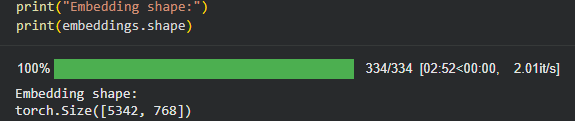 print("Embedding shape:")
print(embeddings.shape)
100% 334/334 [02:52<00:00, 2.01it/s]
Embedding shape:
torch.Size([5342, 768])